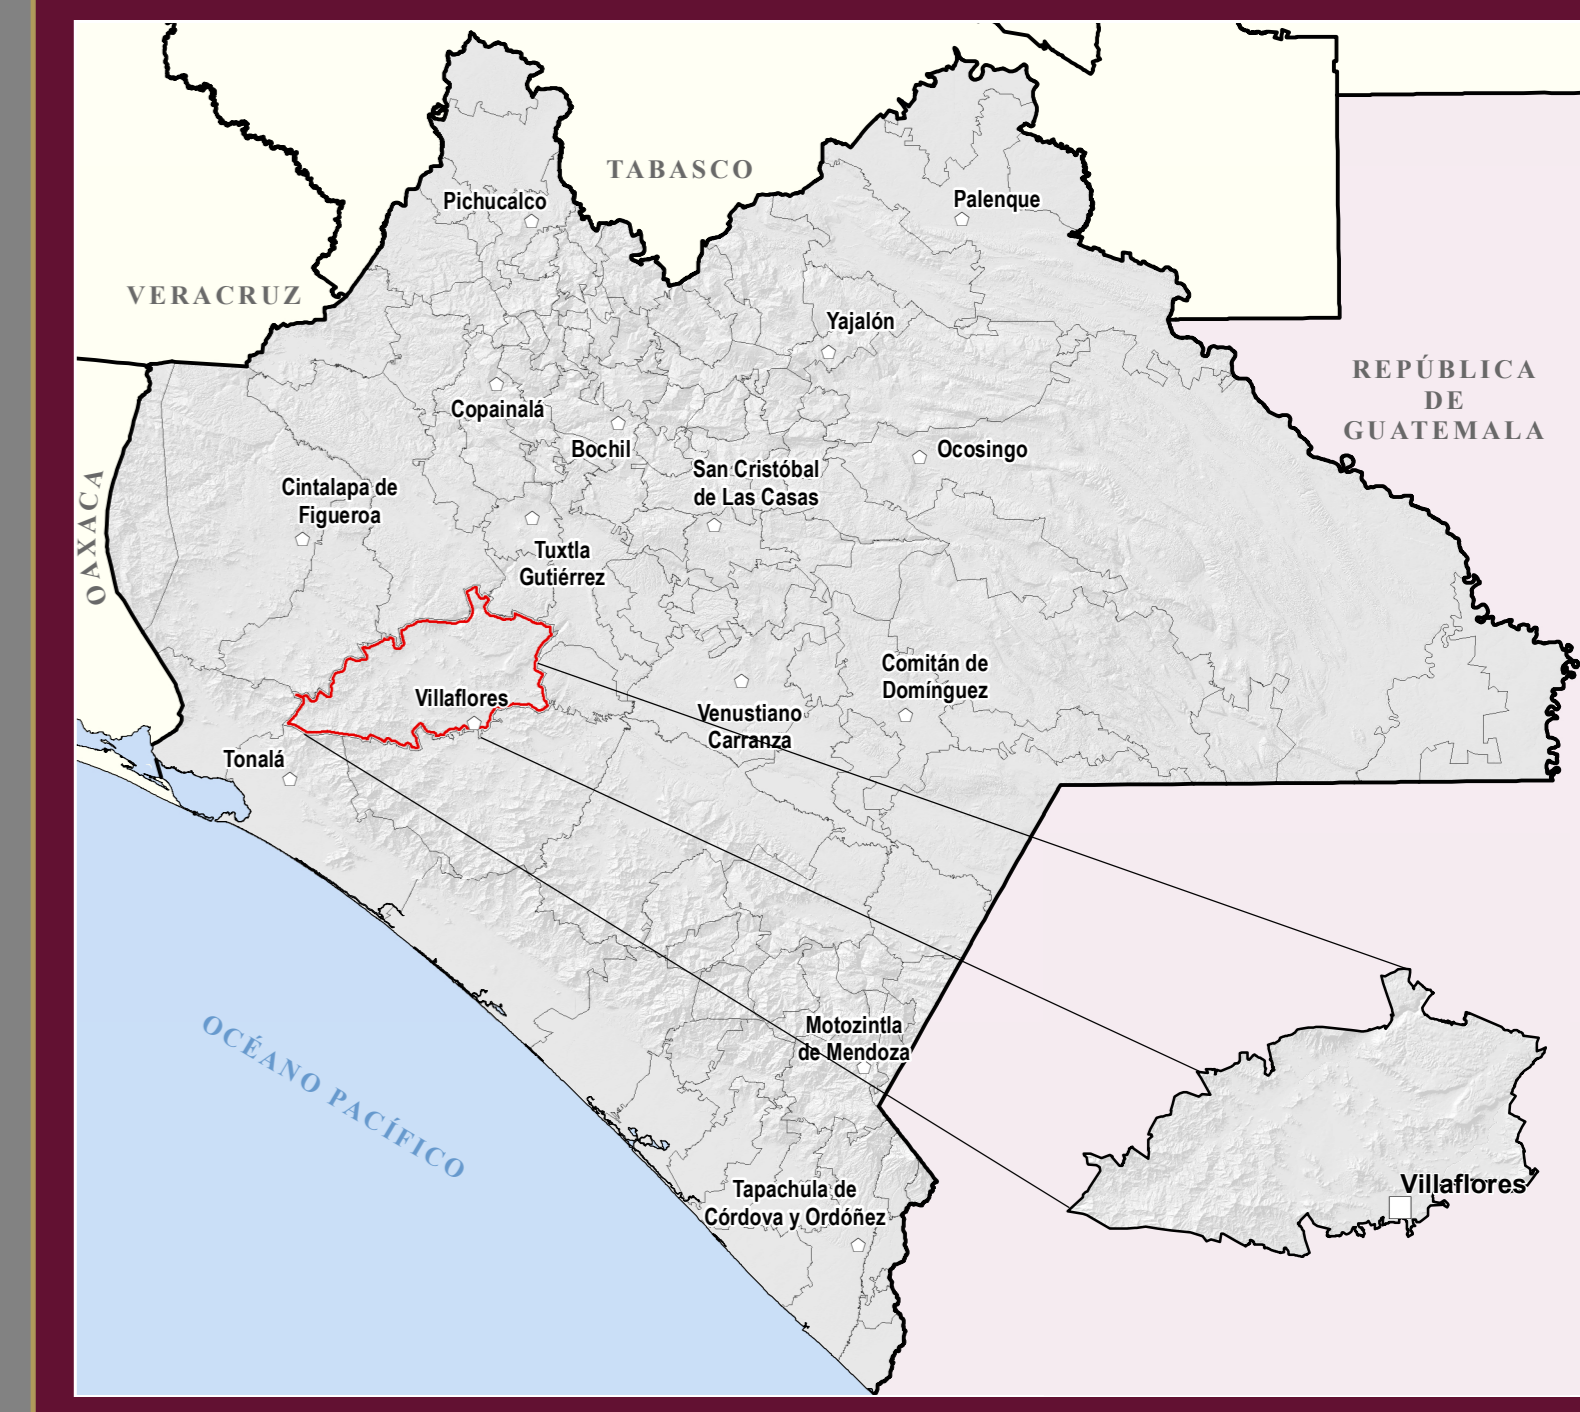 TABASCO
Pichucalco
Palenque
VERACRUZ
Yajalón
REPÚBLICA
DE
GUATEMALA
Copainalá
Bochil
Ocosingo
San Cristóbal
de Las Casas
Cintalapa de
Figueroa
OAXACA
Tuxtla
Gutiérrez
Comitán de
Domínguez
Villaflores
Venustiano
Carranza
Tonalá
Motozintla
de Mendoza
OCÉANO PACÍFICO
Tapachula de
Córdova y Ordóñez
Villaflores